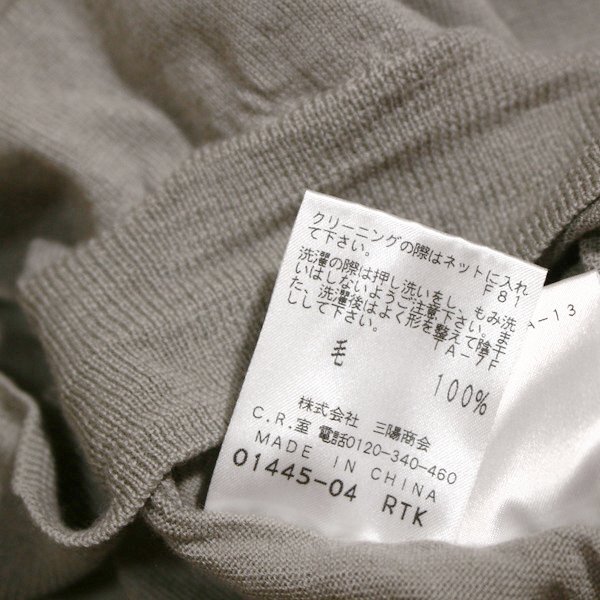 クリーニングの際はネットに入れ
て下さい。
F81
洗濯の際は押し洗いをし、もみ洗
いはしないようご注意下さい。ま
た、洗濯後はよく形を整えて陰干
しして下さい。
TA-7F
毛 100%
株式会社 三陽商会
C.R.室 電話0120-340-460
MADE IN CHINA
01445-04 RTK
A-13